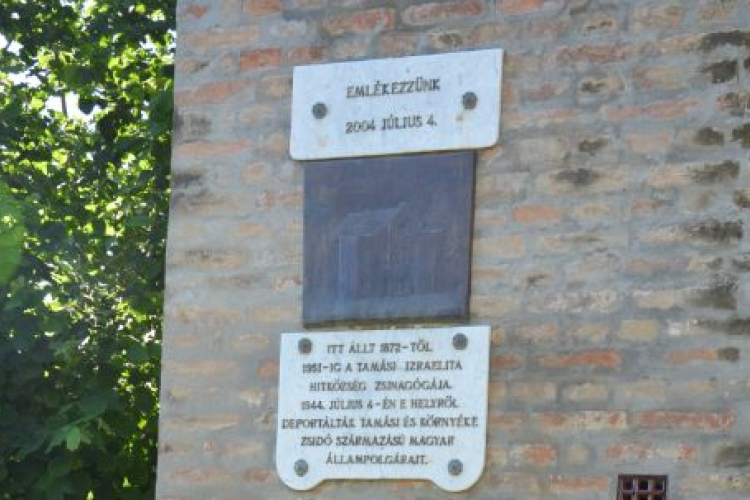 EMLÉKEZZÜNK
2004 JÚLIUS 4.
ITT ÁLLT 1872-TŐL
1951-IG A TAMÁSI IZRAELITA
HITKÖZSÉG ZSINAGÓGÁJA.
1944. JÚLIUS 4-ÉN E HELYRŐL
DEPORTÁLTÁK TAMÁSI ÉS KÖRNYÉKE
ZSIDÓ SZÁRMAZÁSÚ MAGYAR
ÁLLAMPOLGÁRAIT.